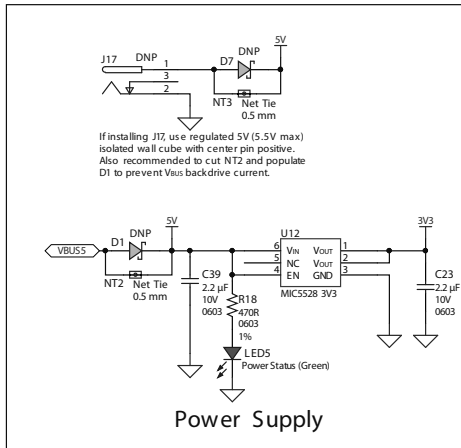 J17 DNP
1
3
2
D7
DNP
5V
NT3 Net Tie
0.5 mm
If installing J17, use regulated 5V (5.5V max)
isolated wall cube with center pin positive.
Also recommended to cut NT2 and populate
D1 to prevent VBUS backdrive current.
VBUS5
D1
DNP
5V
NT2 Net Tie
0.5 mm
C39
2.2 µF
10V
0603
R18
470R
0603
1%
LED5
Power Status (Green)
U12
6 VIN VOUT 1
5 NC VOUT 2
4 EN GND 3
MIC5528 3V3
3V3
C23
2.2 µF
10V
0603
Power Supply